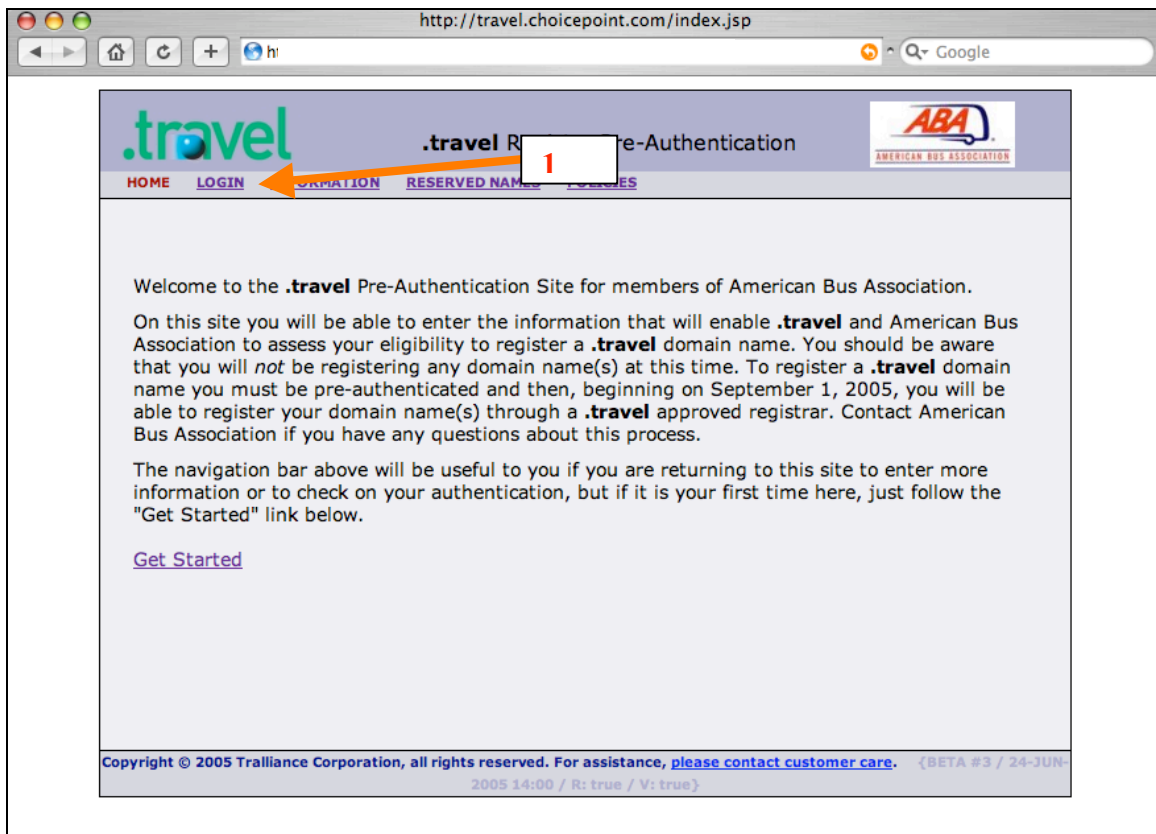 http://travel.choicepoint.com/index.jsp
Google
.travel
.travel Pre-Authentication
ABA
AMERICAN BUS ASSOCIATION
1
HOME LOGIN INFORMATION RESERVED NAMES POLICIES
Welcome to the .travel Pre-Authentication Site for members of American Bus Association.
On this site you will be able to enter the information that will enable .travel and American Bus
Association to assess your eligibility to register a .travel domain name. You should be aware
that you will not be registering any domain name(s) at this time. To register a .travel domain
name you must be pre-authenticated and then, beginning on September 1, 2005, you will be
able to register your domain name(s) through a .travel approved registrar. Contact American
Bus Association if you have any questions about this process.
The navigation bar above will be useful to you if you are returning to this site to enter more
information or to check on your authentication, but if it is your first time here, just follow the
"Get Started" link below.
Get Started
Copyright © 2005 Tralliance Corporation, all rights reserved. For assistance, please contact customer care. {BETA #3 / 24-JUN-
2005 14:00 / R: true / V: true}